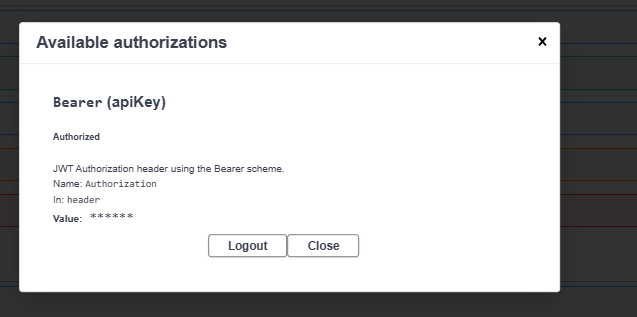 Available authorizations
×
Bearer (apiKey)
Authorized
JWT Authorization header using the Bearer scheme.
Name: Authorization
In: header
Value: ******
Logout Close